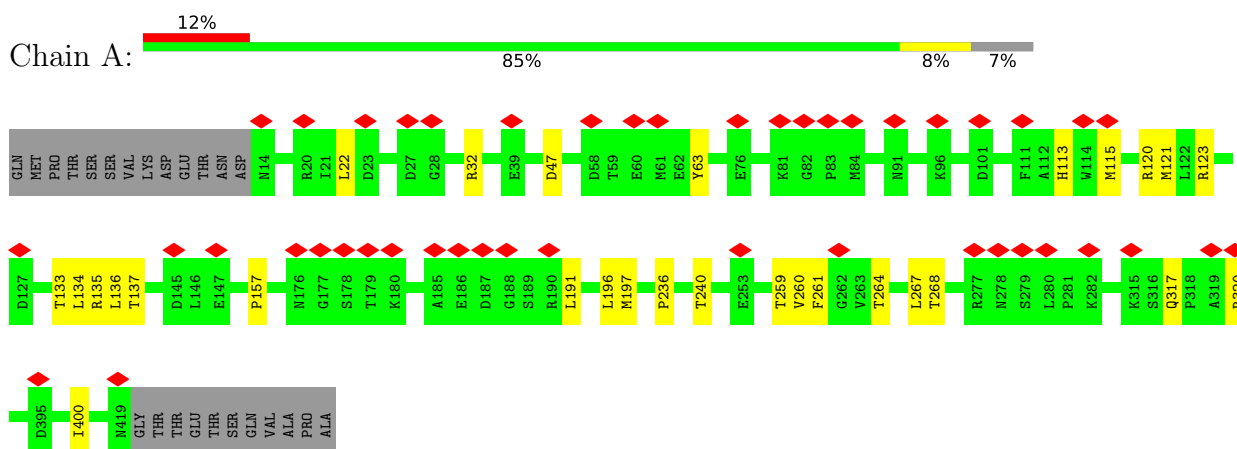 12%
Chain A:
85% 8% 7%
GLN MET PRO THR SER SER VAL LYS ASP GLU THR ASN ASP N14 R20 I21 L22 D23 D27 G28 R32 E39 D47 D58 T59 E60 M61 E62 Y63 E76 K81 G82 P83 M84 N91 K96 D101 F111 A112 H113 W114 M115 R120 M121 L122 R123
D127 T133 L134 R135 L136 T137 D145 L146 E147 P157 N176 G177 S178 T179 K180 A185 E186 D187 G188 S189 R190 L191 L196 M197 P236 T240 E253 T259 V260 F261 G262 V263 T264 L267 T268 R277 N278 S279 L280 P281 K282 K315 S316 Q317 P318 A319
D395 I400 N419 GLY THR THR GLU THR SER GLN VAL ALA PRO ALA